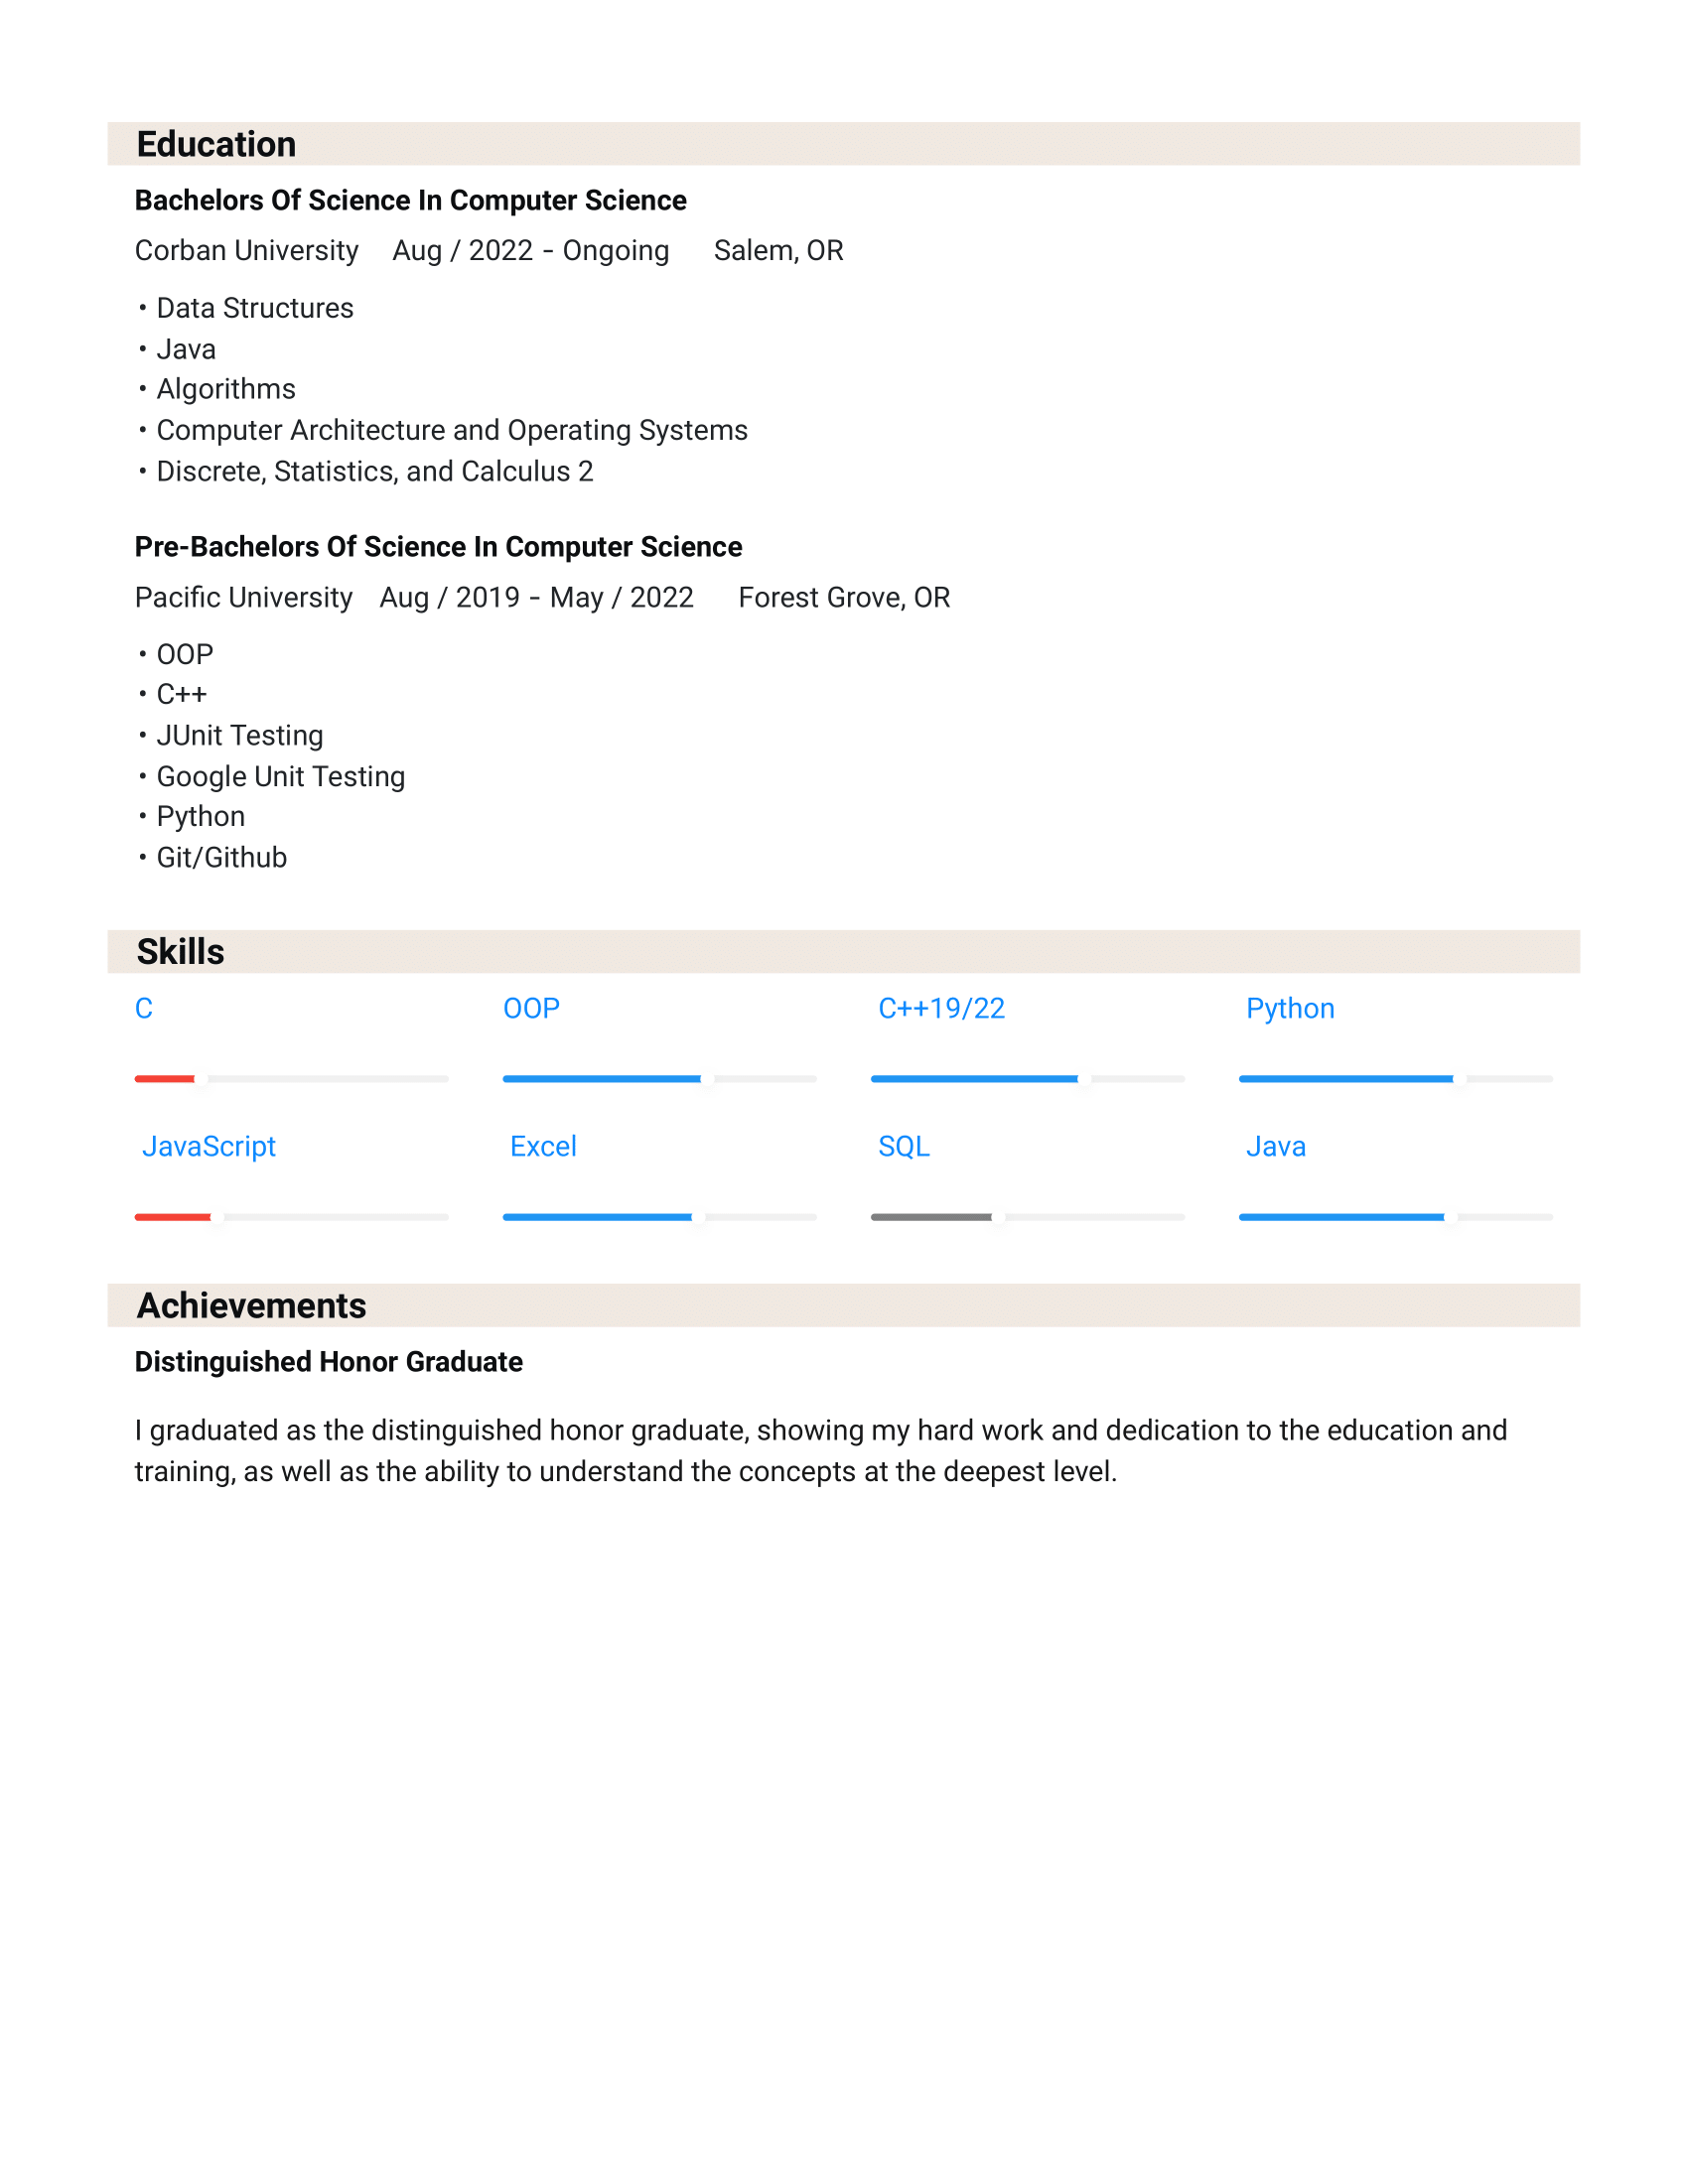 Education
Bachelors Of Science In Computer Science
Corban University Aug / 2022 - Ongoing Salem, OR
• Data Structures
• Java
• Algorithms
• Computer Architecture and Operating Systems
• Discrete, Statistics, and Calculus 2
Pre-Bachelors Of Science In Computer Science
Pacific University Aug / 2019 - May / 2022 Forest Grove, OR
• OOP
• C++
• JUnit Testing
• Google Unit Testing
• Python
• Git/Github
Skills
C OOP C++19/22 Python
JavaScript Excel SQL Java
Achievements
Distinguished Honor Graduate
I graduated as the distinguished honor graduate, showing my hard work and dedication to the education and
training, as well as the ability to understand the concepts at the deepest level.